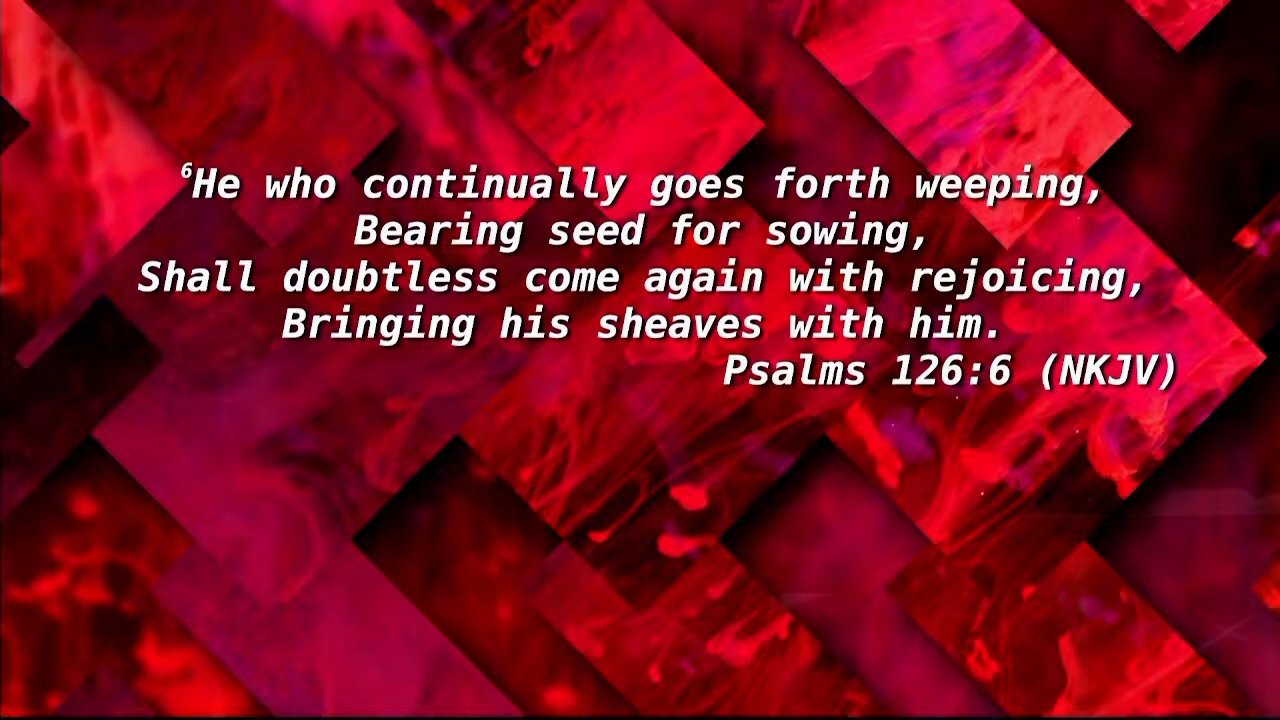 ⁶He who continually goes forth weeping,
Bearing seed for sowing,
Shall doubtless come again with rejoicing,
Bringing his sheaves with him.
Psalms 126:6 (NKJV)